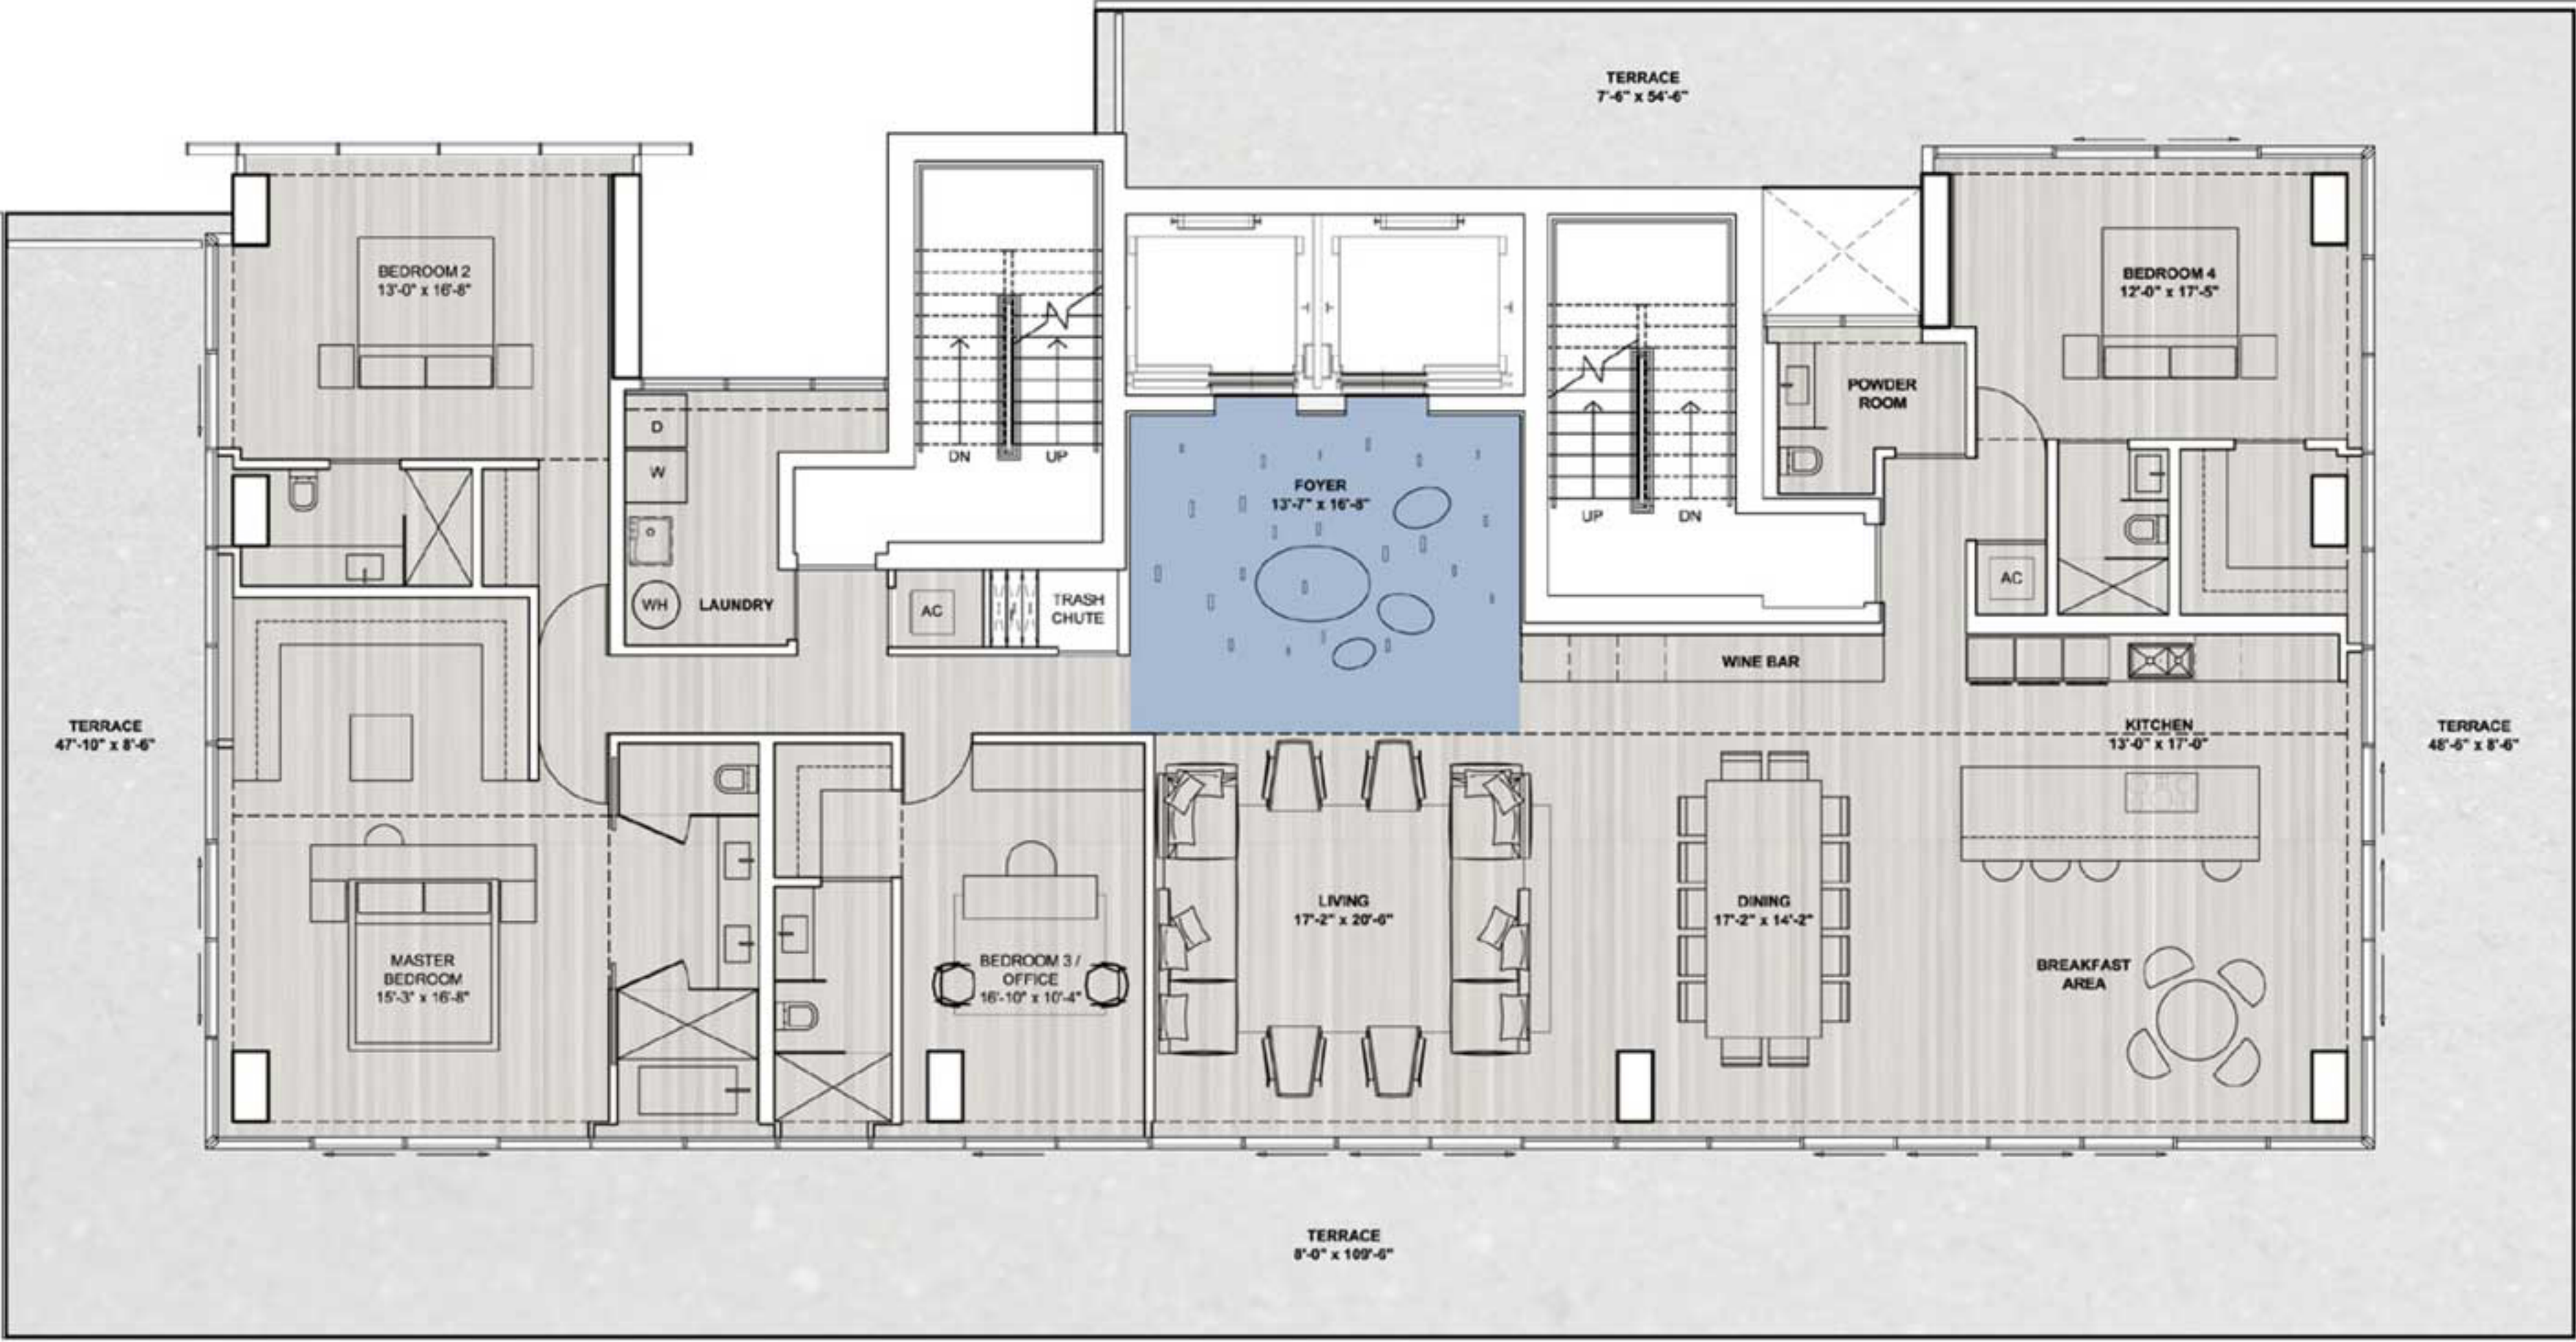 TERRACE
7'-6" x 54'-6"
BEDROOM 2
13'-0" x 16'-8"
BEDROOM 4
12'-0" x 17'-5"
POWDER
ROOM
D
W
DN
UP
FOYER
13'-7" x 16'-8"
UP
DN
AC
WH
LAUNDRY
AC
TRASH
CHUTE
WINE BAR
TERRACE
47'-10" x 8'-6"
KITCHEN
13'-0" x 17'-0"
TERRACE
48'-6" x 8'-6"
MASTER
BEDROOM
15'-3" x 16'-8"
BEDROOM 3 /
OFFICE
16'-10" x 10'-4"
LIVING
17'-2" x 20'-6"
DINING
17'-2" x 14'-2"
BREAKFAST
AREA
TERRACE
8'-0" x 109'-6"